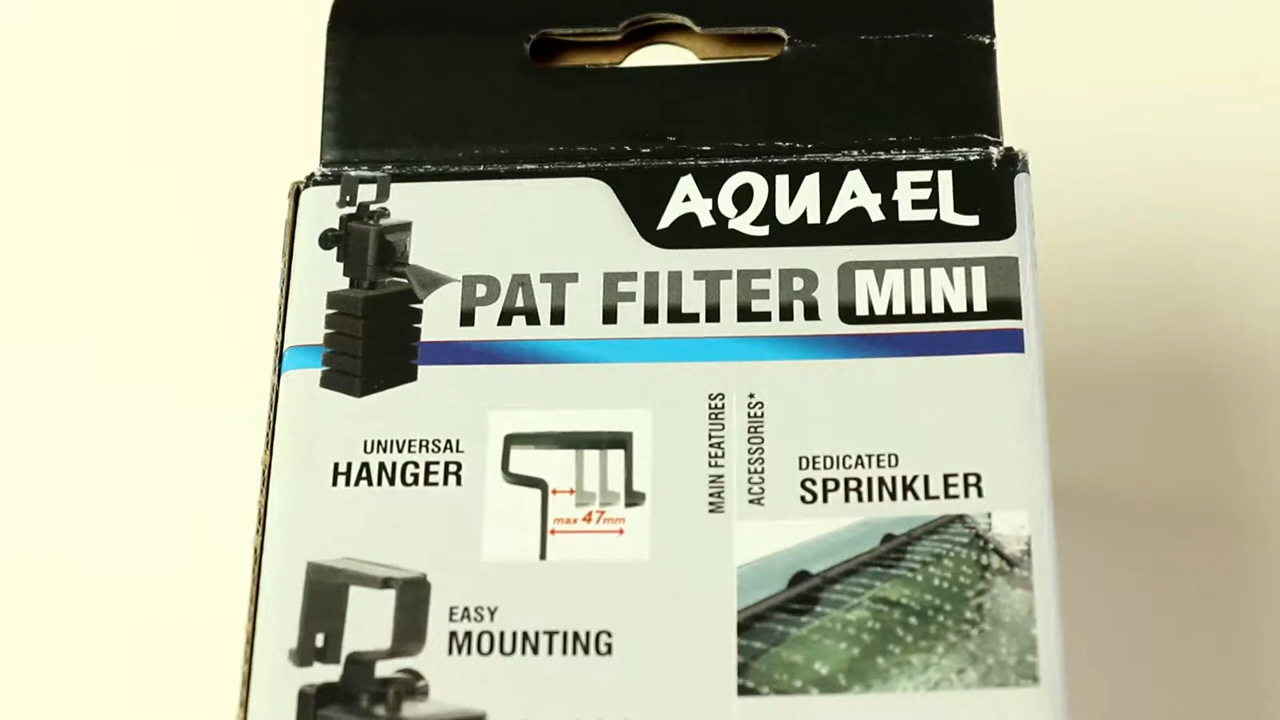 AQUAEL
PAT FILTER MINI
UNIVERSAL
HANGER
max 47mm
MAIN FEATURES
ACCESSORIES*
DEDICATED
SPRINKLER
EASY
MOUNTING